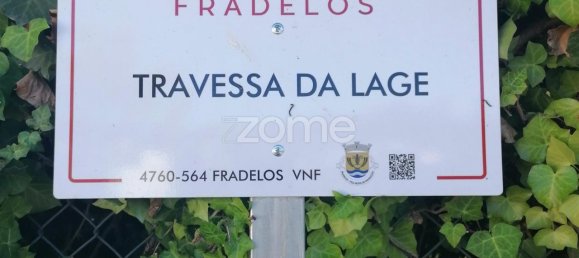 FRADELOS
TRAVESSA DA LAGE
zome
4760-564 FRADELOS VNF